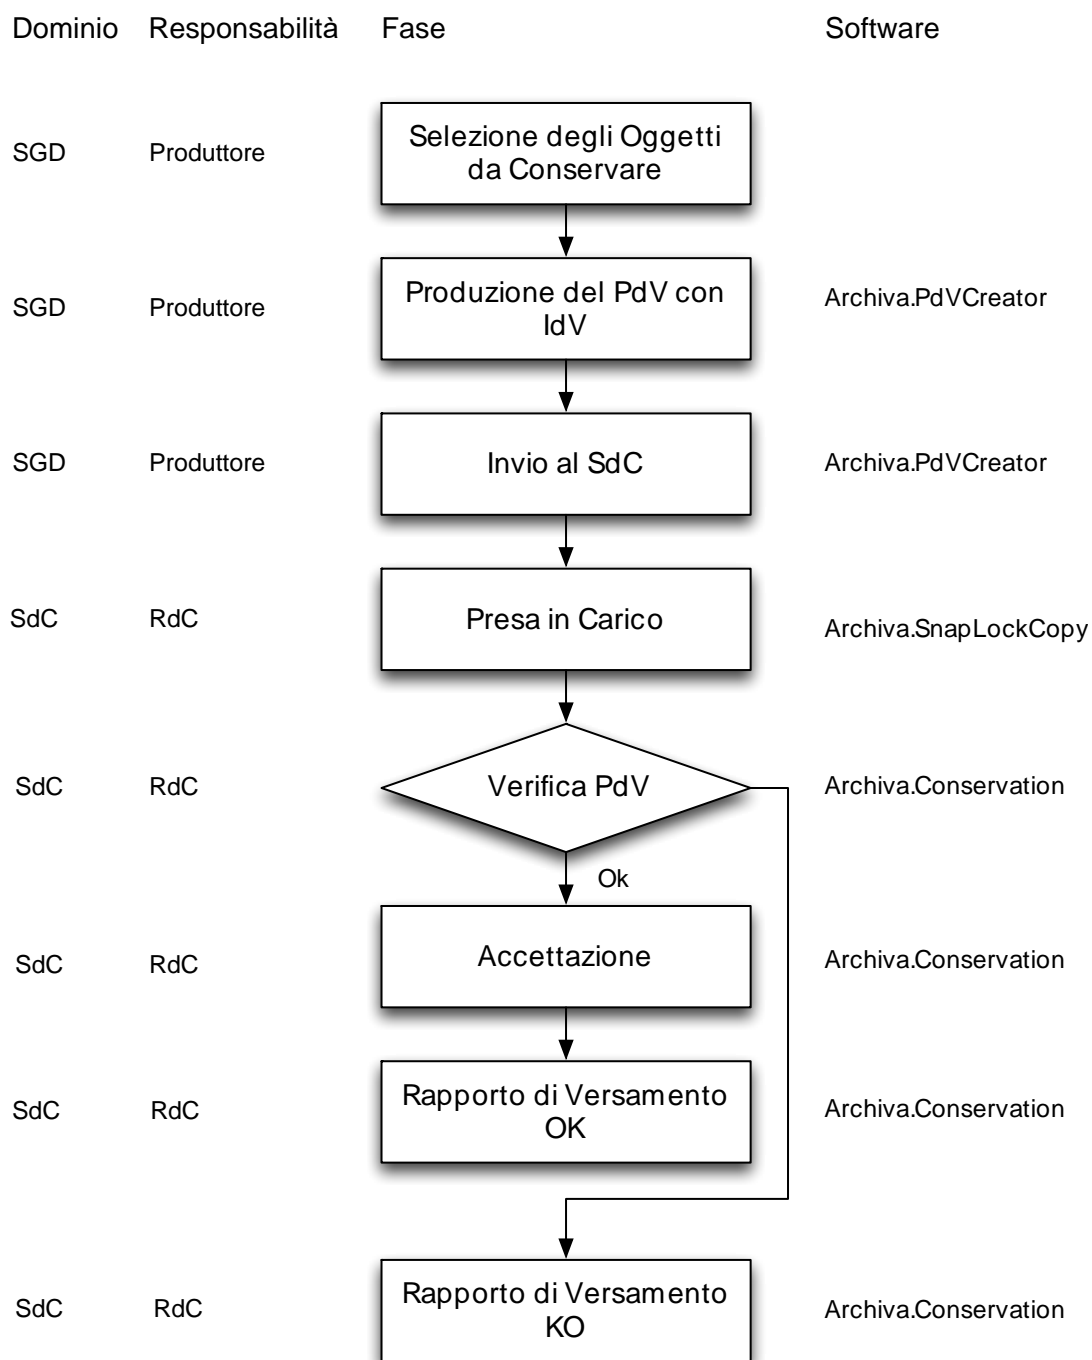 Dominio Responsabilità Fase Software
SGD Produttore Selezione degli Oggetti
da Conservare
SGD Produttore Produzione del PdV con
IdV Archiva.PdVCreator
SGD Produttore Invio al SdC Archiva.PdVCreator
SdC RdC Presa in Carico Archiva.SnapLockCopy
SdC RdC Verifica PdV Archiva.Conservation
Ok
SdC RdC Accettazione Archiva.Conservation
SdC RdC Rapporto di Versamento
OK Archiva.Conservation
SdC RdC Rapporto di Versamento
KO Archiva.Conservation